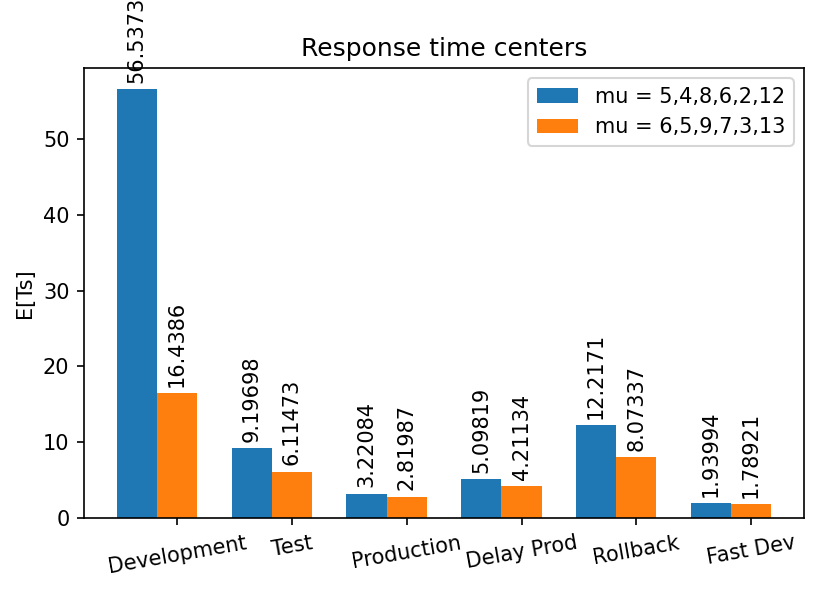 Response time centers
mu = 5,4,8,6,2,12
mu = 6,5,9,7,3,13
E[Ts]
50
40
30
20
10
0
56.5373
16.4386
9.19698
6.11473
3.22084
2.81987
5.09819
4.21134
12.2171
8.07337
1.93994
1.78921
Development
Test
Production
Delay Prod
Rollback
Fast Dev